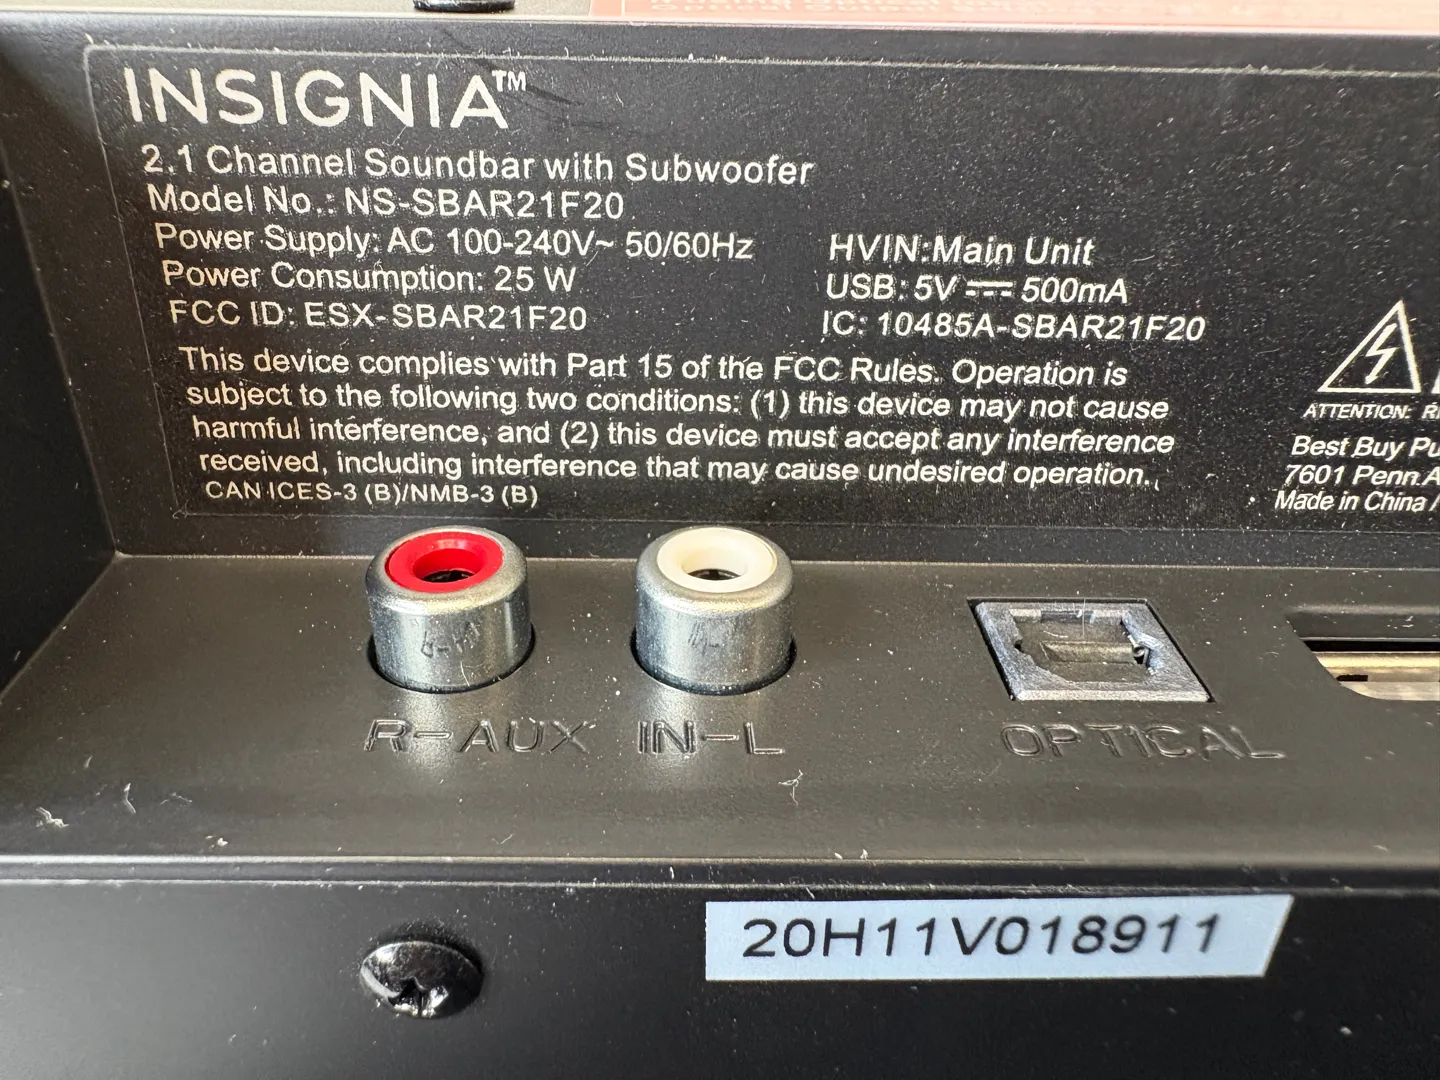 INSIGNIA™
2.1 Channel Soundbar with Subwoofer
Model No.: NS-SBAR21F20
Power Supply: AC 100-240V~ 50/60Hz
Power Consumption: 25 W
FCC ID: ESX-SBAR21F20
HVIN:Main Unit
USB: 5V ⎓ 500mA
IC: 10485A-SBAR21F20
This device complies with Part 15 of the FCC Rules. Operation is
subject to the following two conditions: (1) this device may not cause
harmful interference, and (2) this device must accept any interference
received, including interference that may cause undesired operation.
CAN ICES-3 (B)/NMB-3 (B)
ATTENTION:
Best Buy
7601 Penn
Made in China /
R-AUX IN-L
OPTICAL
20H11V018911